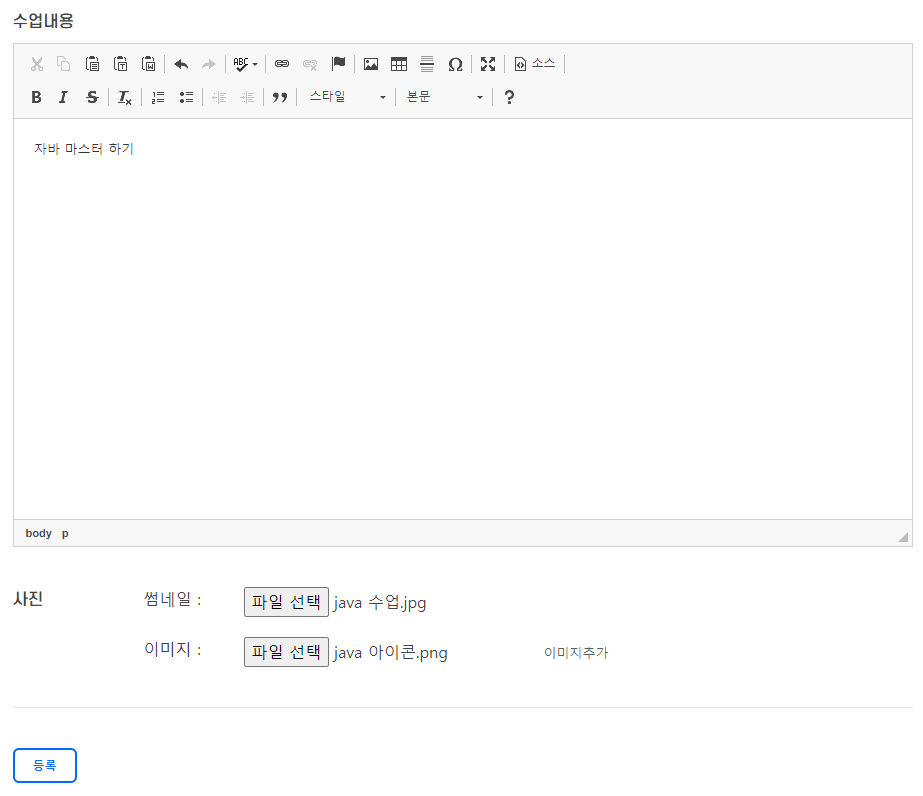 수업내용
ABC 소스
B I S Ix 스타일 본문 ?
자바 마스터 하기
body p
사진 썸네일 : 파일 선택 java 수업.jpg
이미지 : 파일 선택 java 아이콘.png 이미지추가
등록